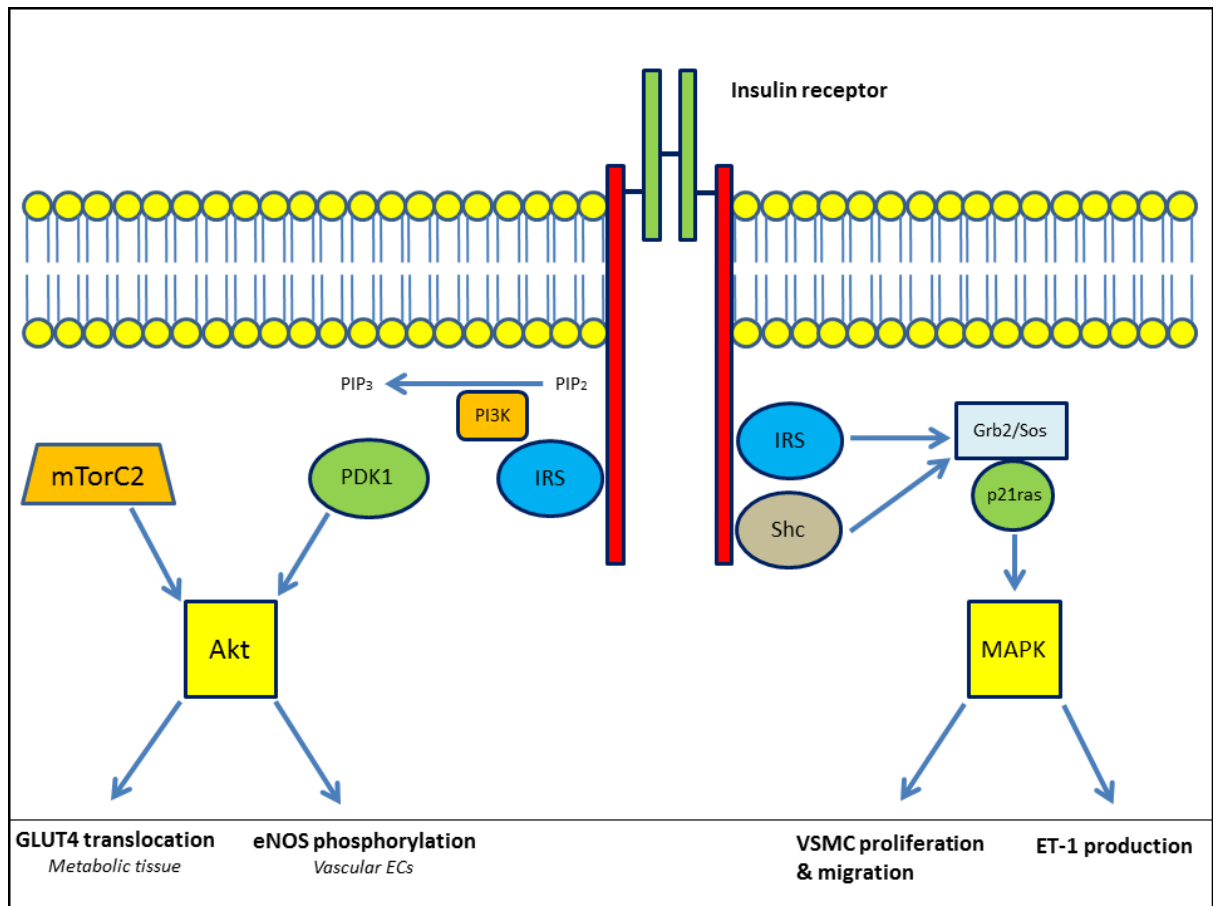 Insulin receptor
PIP₃
PIP₂
PI3K
mTorC2
PDK1
IRS
IRS
Grb2/Sos
p21ras
Shc
Akt
MAPK
GLUT4 translocation
Metabolic tissue
eNOS phosphorylation
Vascular ECs
VSMC proliferation
& migration
ET-1 production